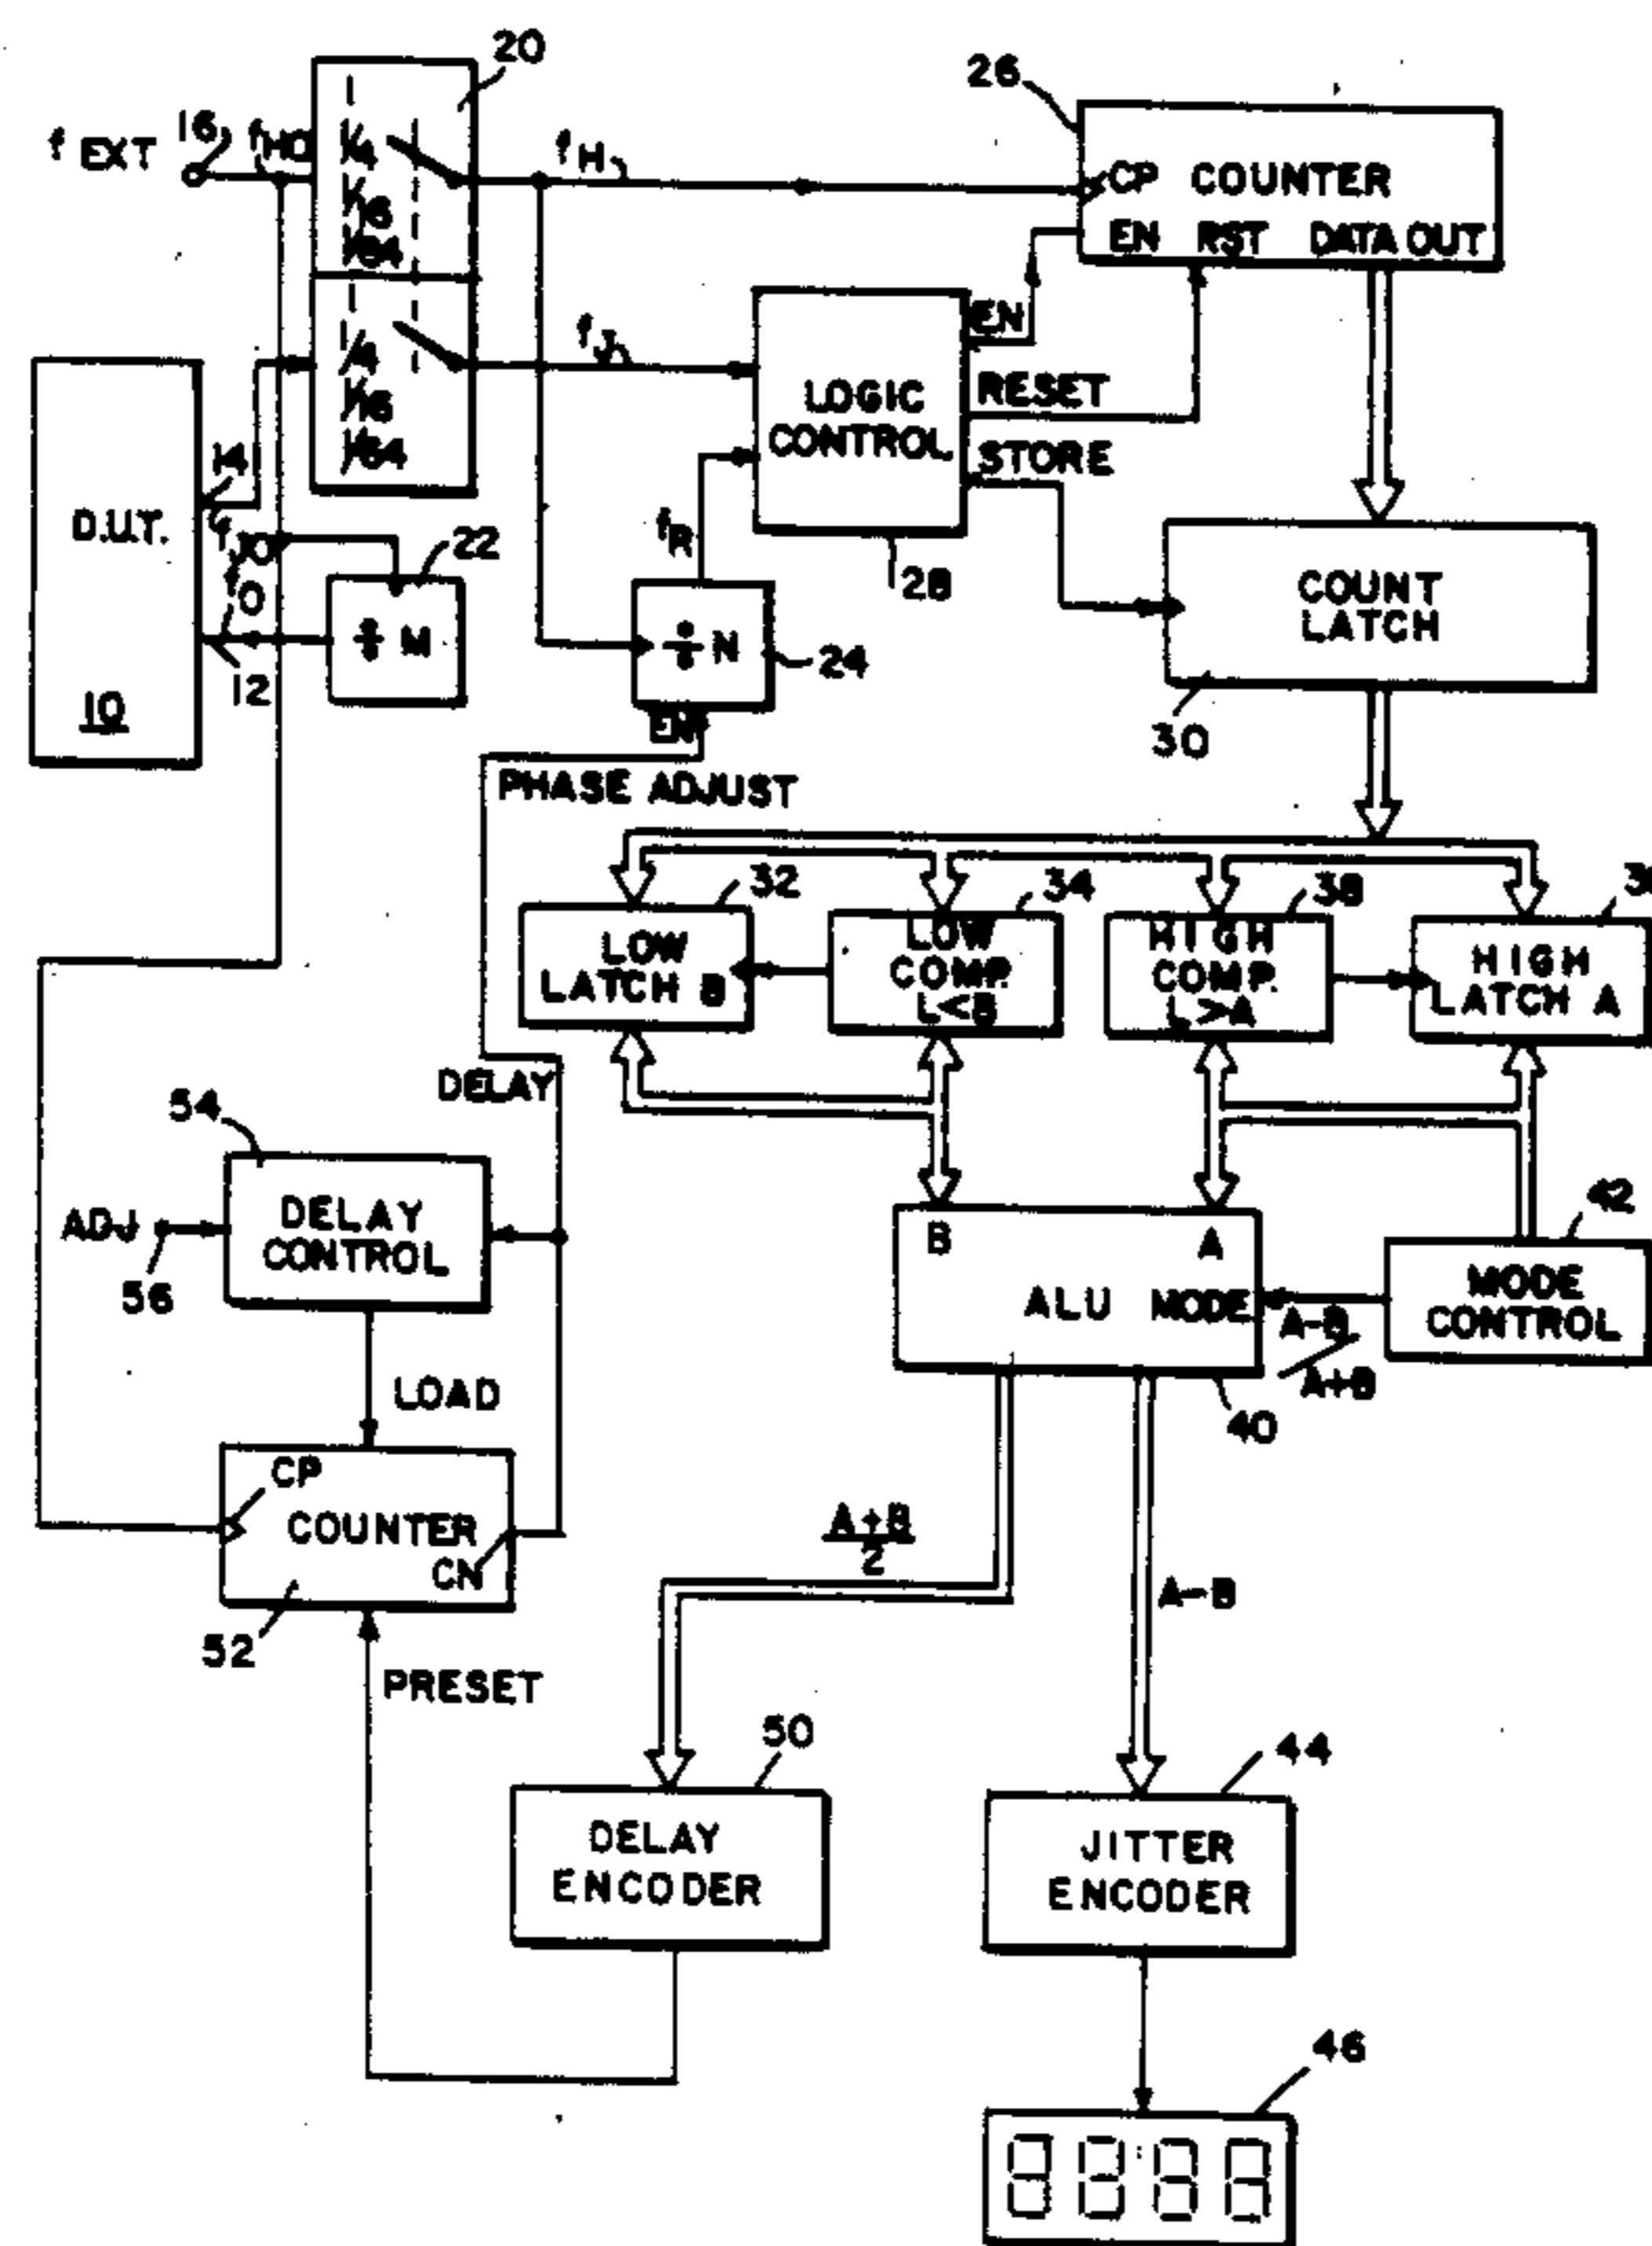 20
26
f EXT
16
fHO
1
1/4
1/16
1/64
fH
CP COUNTER
EN RST DATA OUT
1
1/4
1/16
1/64
fJ
LOGIC
CONTROL
EN
RESET
STORE
28
14
D.U.T.
10
fJO
fO
12
22
÷ M
fR
÷ N
24
EN
COUNT
LATCH
30
PHASE ADJUST
32
34
38
LOW
LATCH B
LOW
COMP.
L<B
HIGH
COMP.
L>A
HIGH
LATCH A
DELAY
54
ADJ
56
DELAY
CONTROL
B
A
ALU MODE
40
42
MODE
CONTROL
A-B
A+B
LOAD
CP
COUNTER
CN
52
PRESET
A+B
2
A-B
50
DELAY
ENCODER
44
JITTER
ENCODER
46
8888